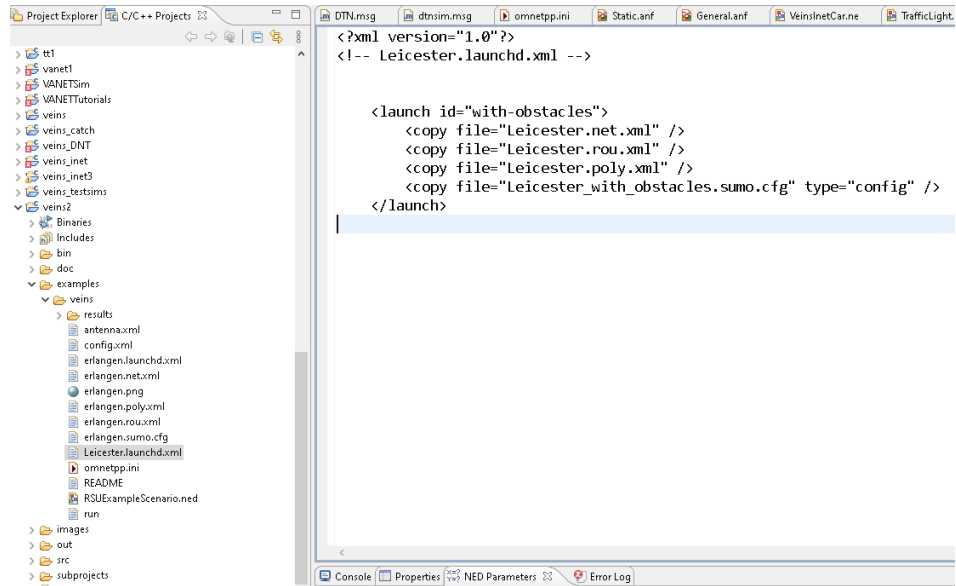 Project Explorer
C/C++ Projects
tt1
vanet1
VANETSim
VANETTutorials
veins
veins_catch
veins_DNT
veins_inet
veins_inet3
veins_testsims
veins2
Binaries
Includes
bin
doc
examples
veins
results
antenna.xml
config.xml
erlangen.launchd.xml
erlangen.net.xml
erlangen.png
erlangen.poly.xml
erlangen.rou.xml
erlangen.sumo.cfg
Leicester.launchd.xml
omnetpp.ini
README
RSUExampleScenario.ned
run
images
out
src
subprojects
DTN.msg
dtnsim.msg
omnetpp.ini
Static.anf
General.anf
VeinsInetCar.ne
TrafficLight.
<?xml version="1.0"?>
<!-- Leicester.launchd.xml -->
<launch id="with-obstacles">
<copy file="Leicester.net.xml" />
<copy file="Leicester.rou.xml" />
<copy file="Leicester.poly.xml" />
<copy file="Leicester_with_obstacles.sumo.cfg" type="config" />
</launch>
Console
Properties
NED Parameters
Error Log